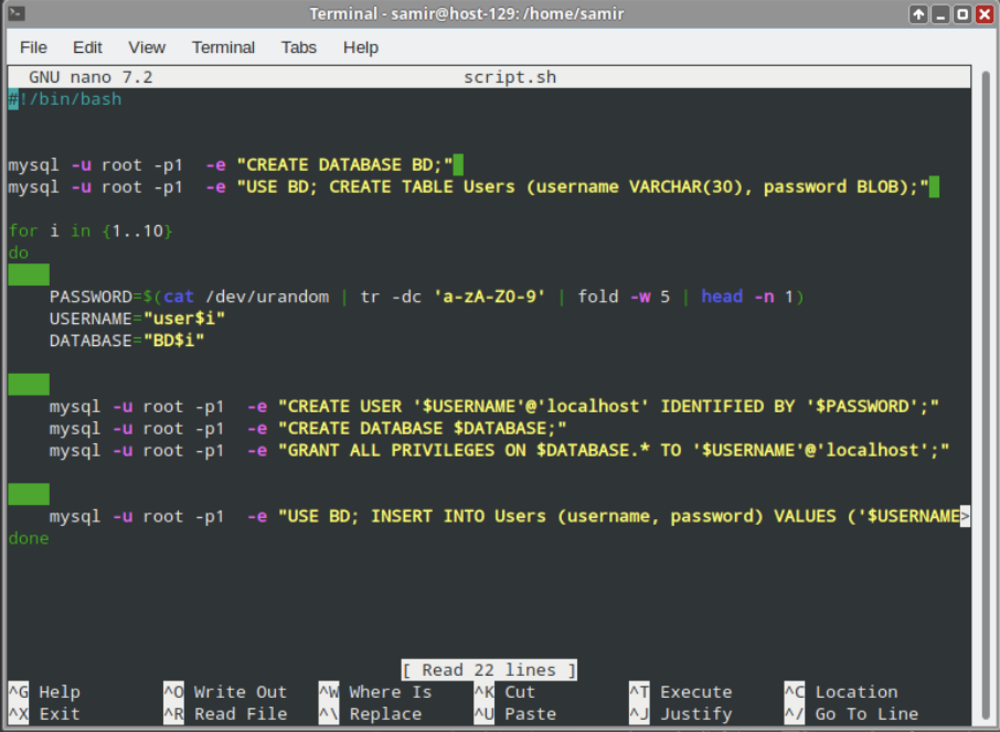 Terminal - samir@host-129: /home/samir
File Edit View Terminal Tabs Help
GNU nano 7.2 script.sh
#!/bin/bash
mysql -u root -p1  -e "CREATE DATABASE BD;"
mysql -u root -p1  -e "USE BD; CREATE TABLE Users (username VARCHAR(30), password BLOB);"
for i in {1..10}
do
    PASSWORD=$(cat /dev/urandom | tr -dc 'a-zA-Z0-9' | fold -w 5 | head -n 1)
    USERNAME="user$i"
    DATABASE="BD$i"
    mysql -u root -p1  -e "CREATE USER '$USERNAME'@'localhost' IDENTIFIED BY '$PASSWORD';"
    mysql -u root -p1  -e "CREATE DATABASE $DATABASE;"
    mysql -u root -p1  -e "GRANT ALL PRIVILEGES ON $DATABASE.* TO '$USERNAME'@'localhost';"
    mysql -u root -p1  -e "USE BD; INSERT INTO Users (username, password) VALUES ('$USERNAME>
done
[ Read 22 lines ]
^G Help ^O Write Out ^W Where Is ^K Cut ^T Execute ^C Location
^X Exit ^R Read File ^\ Replace ^U Paste ^J Justify ^/ Go To Line